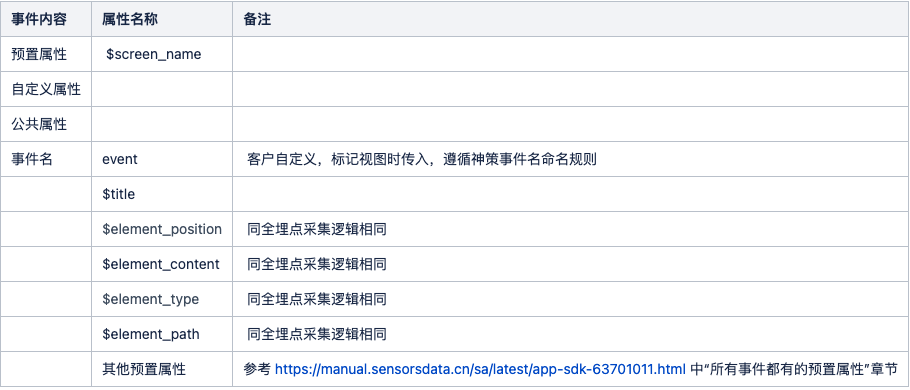 事件内容 属性名称 备注
预置属性 $screen_name
自定义属性
公共属性
事件名 event 客户自定义，标记视图时传入，遵循神策事件名命名规则
$title
$element_position 同全埋点采集逻辑相同
$element_content 同全埋点采集逻辑相同
$element_type 同全埋点采集逻辑相同
$element_path 同全埋点采集逻辑相同
其他预置属性 参考 https://manual.sensorsdata.cn/sa/latest/app-sdk-63701011.html 中“所有事件都有的预置属性”章节